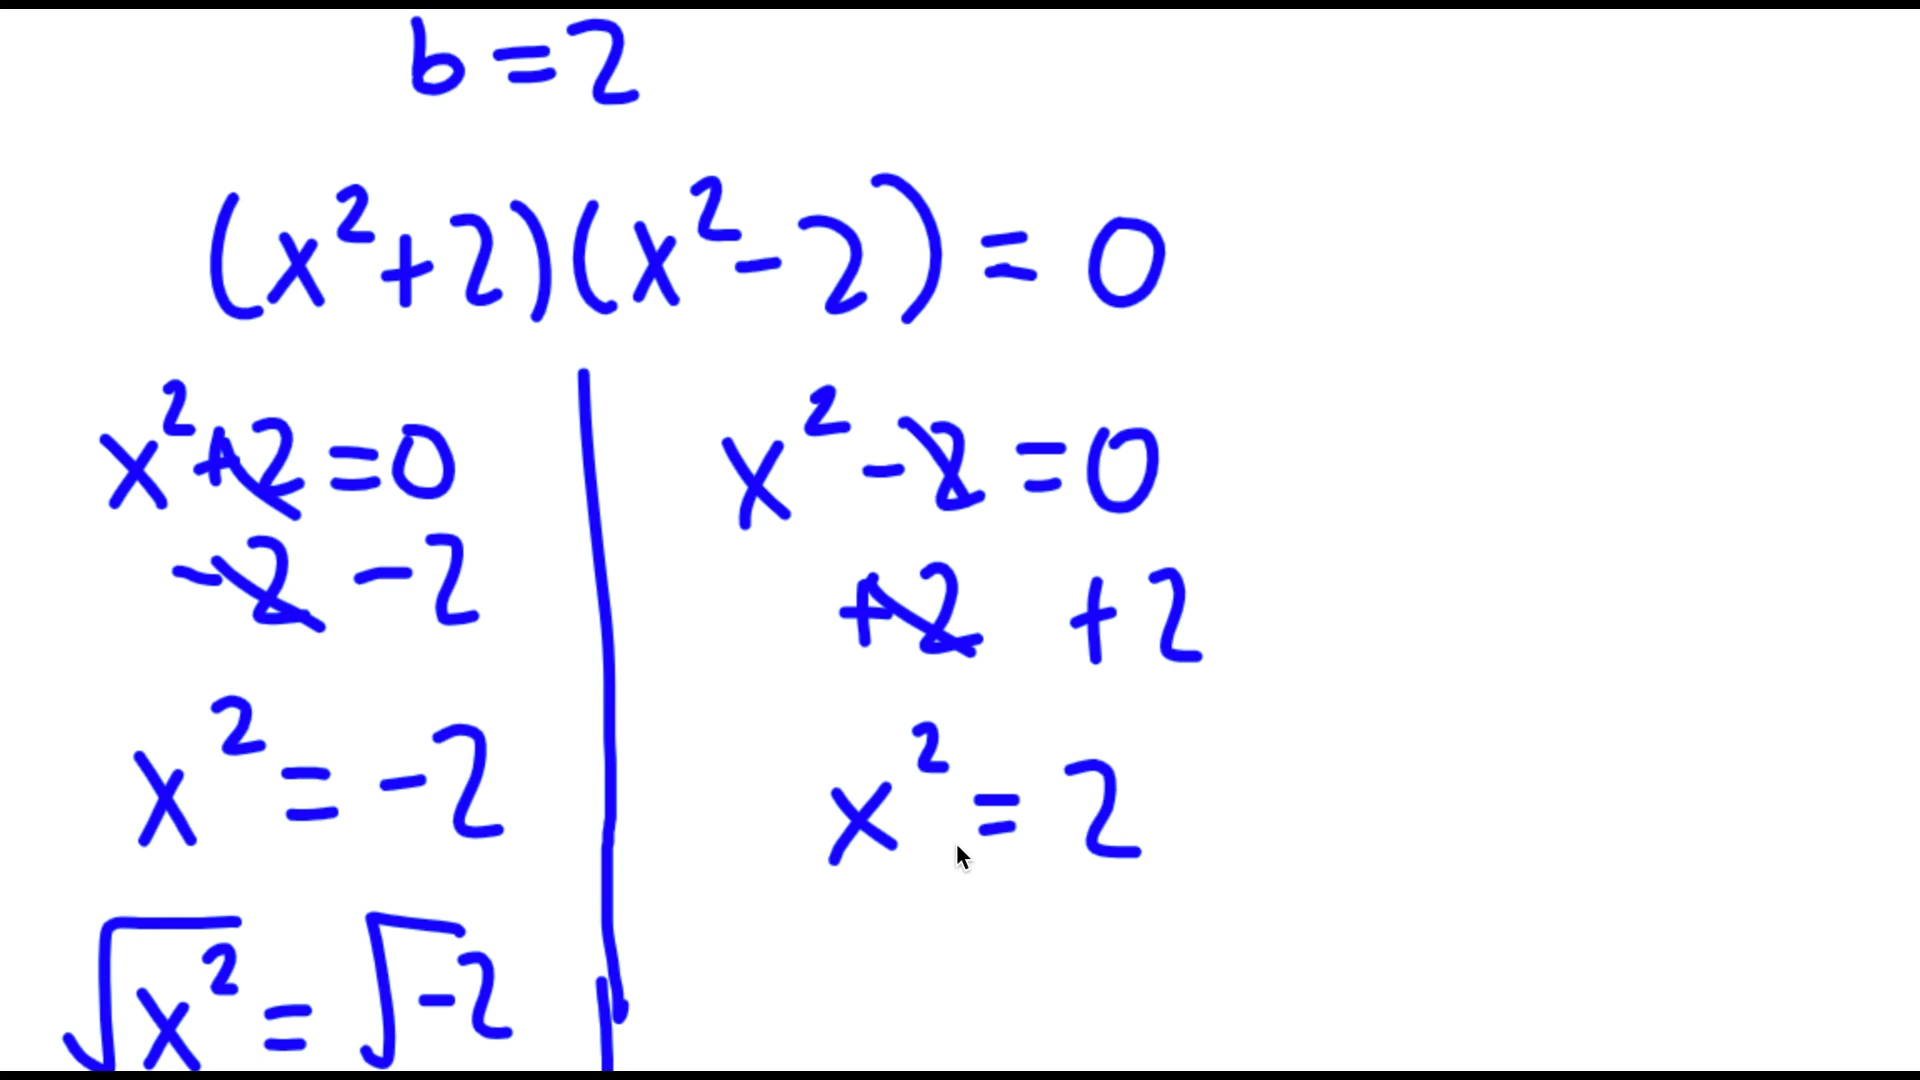 b = 2
(x²+2)(x²-2) = 0
x²+2 = 0
-2 -2
x² = -2
√x² = √-2
x² - 2 = 0
+2 +2
x² = 2